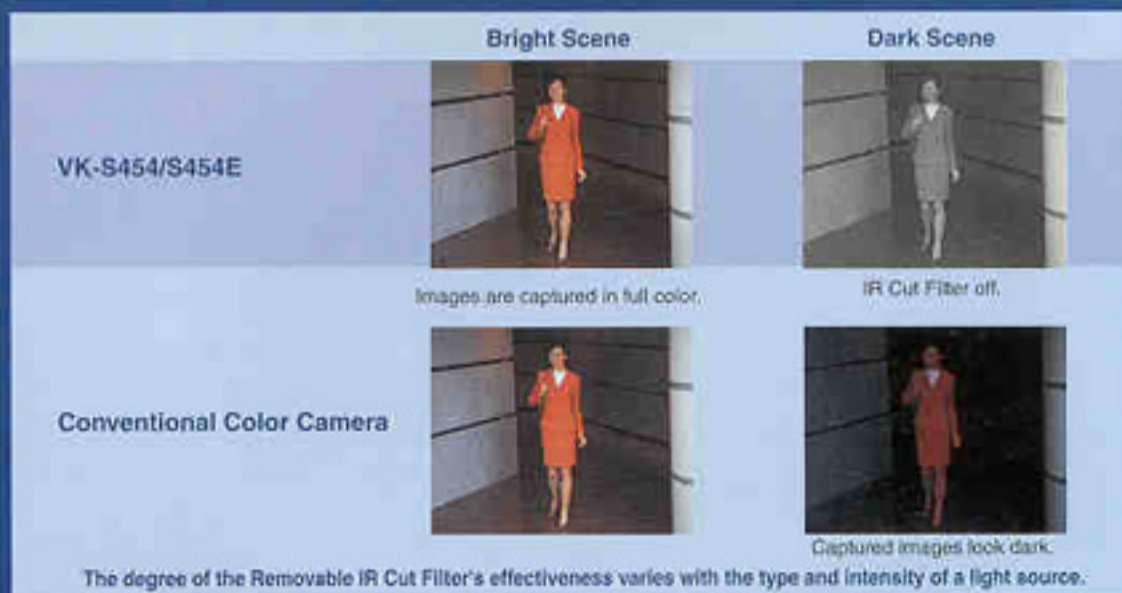 Bright Scene
Dark Scene
VK-S454/S454E
Images are captured in full color.
IR Cut Filter off.
Conventional Color Camera
Captured images look dark.
The degree of the Removable IR Cut Filter's effectiveness varies with the type and intensity of a light source.